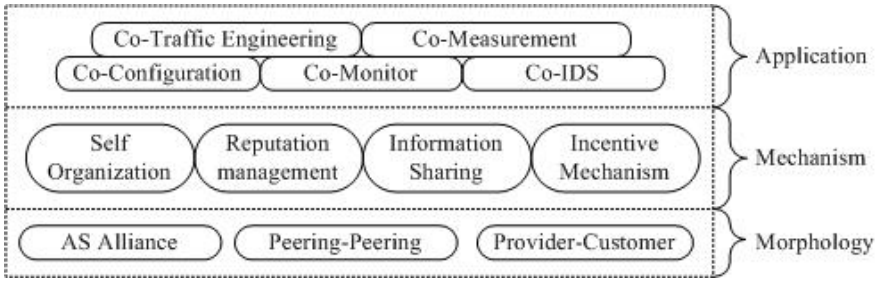 Co-Traffic Engineering
Co-Measurement
Co-Configuration
Co-Monitor
Co-IDS
Application
Self
Organization
Reputation
management
Information
Sharing
Incentive
Mechanism
Mechanism
AS Alliance
Peering-Peering
Provider-Customer
Morphology